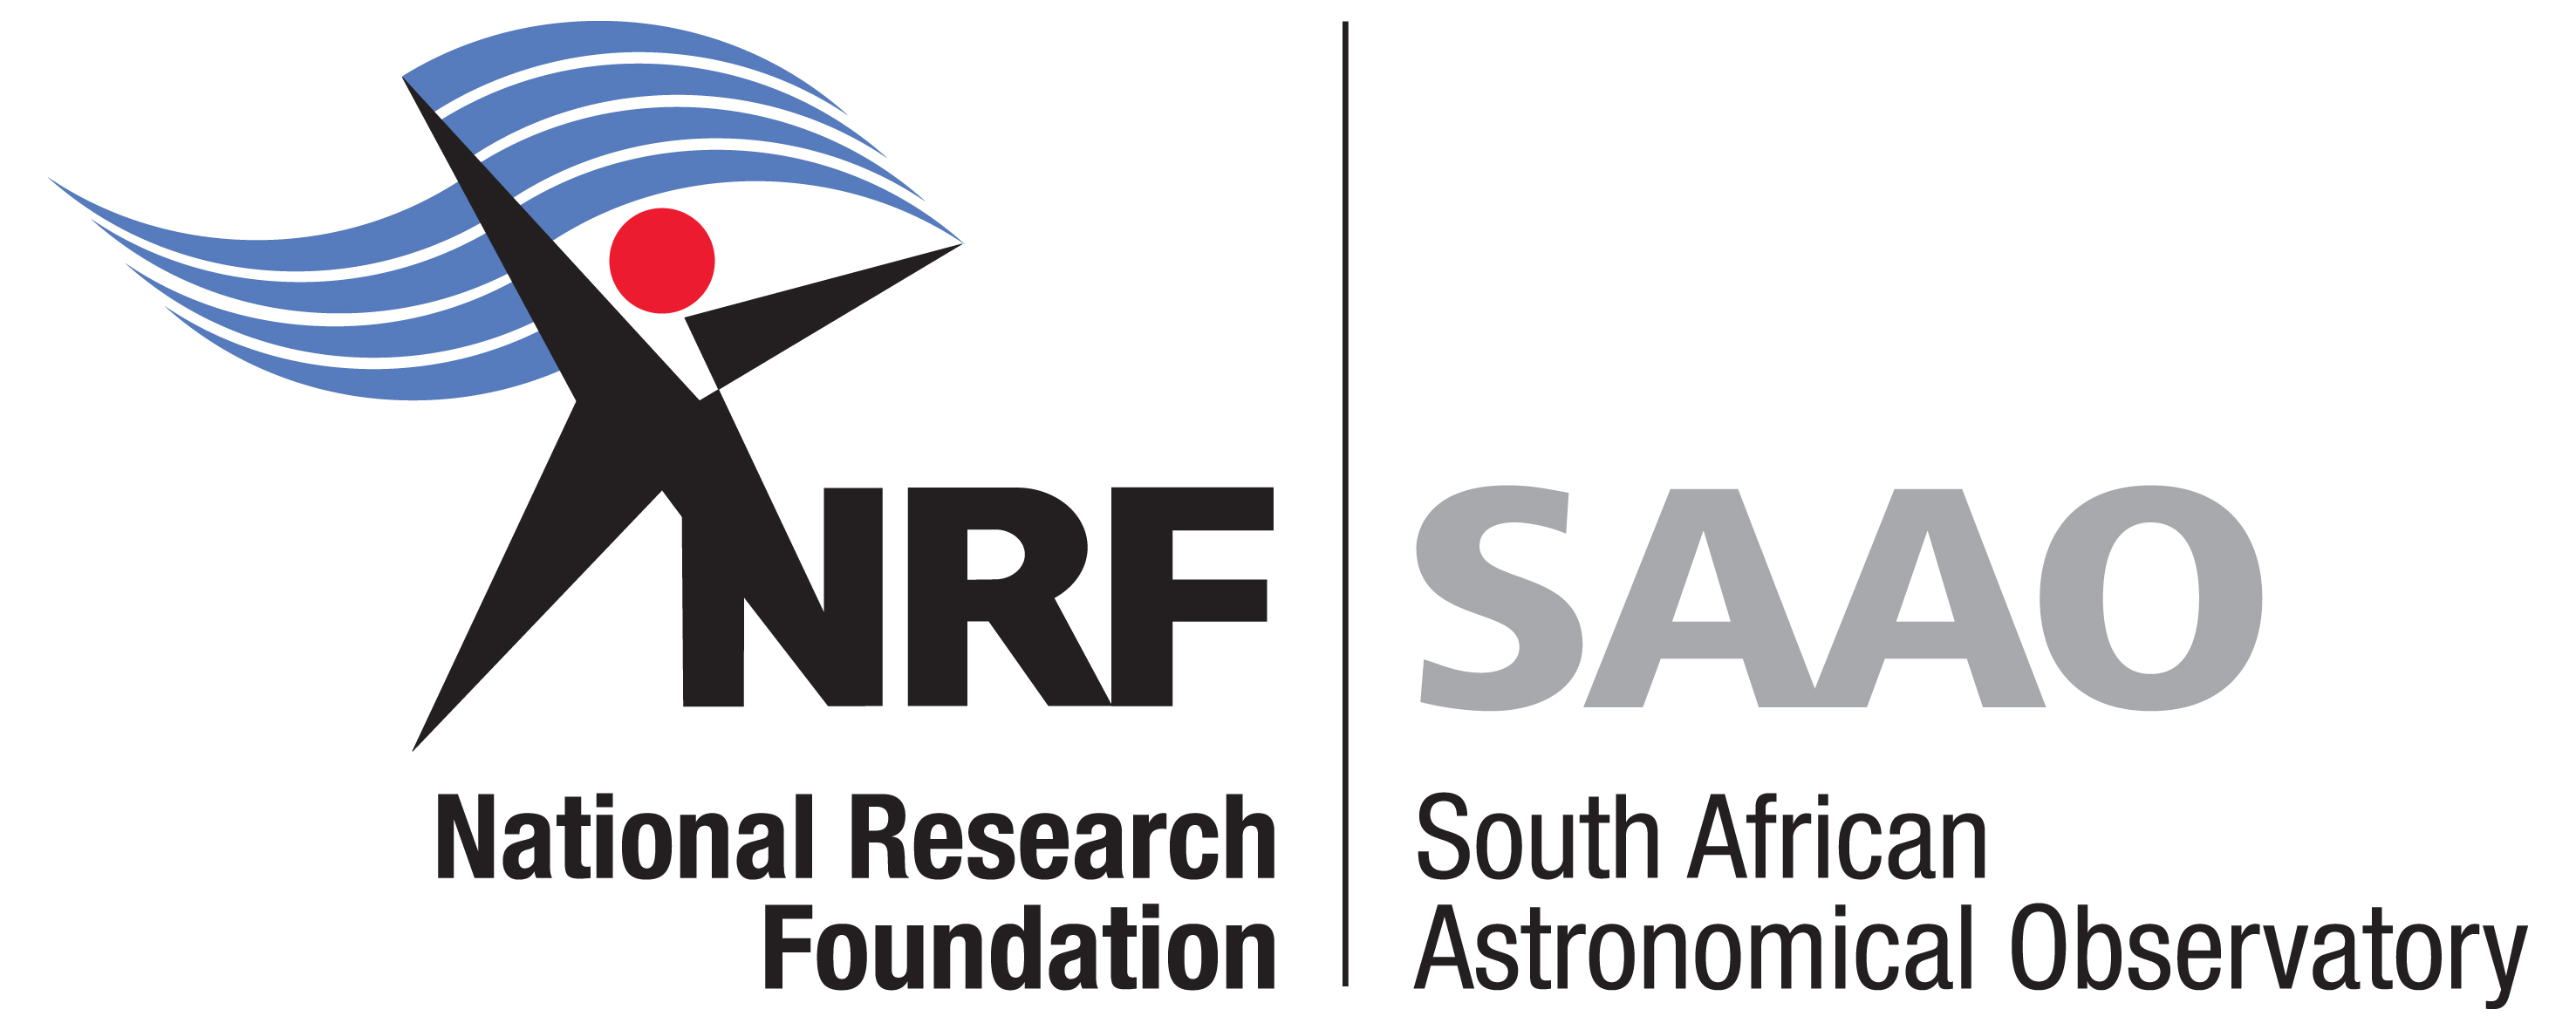 NRF
National Research
Foundation
SAAO
South African
Astronomical Observatory